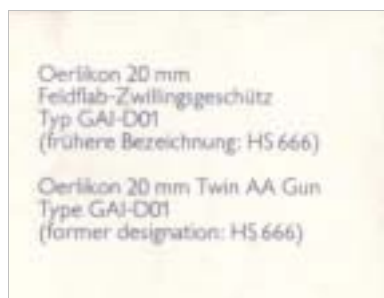 Oerlikon 20 mm
Feldflab-Zwillingsgeschütz
Typ GAI-D01
(frühere Bezeichnung: HS 666)
Oerlikon 20 mm Twin AA Gun
Type GAI-D01
(former designation: HS 666)